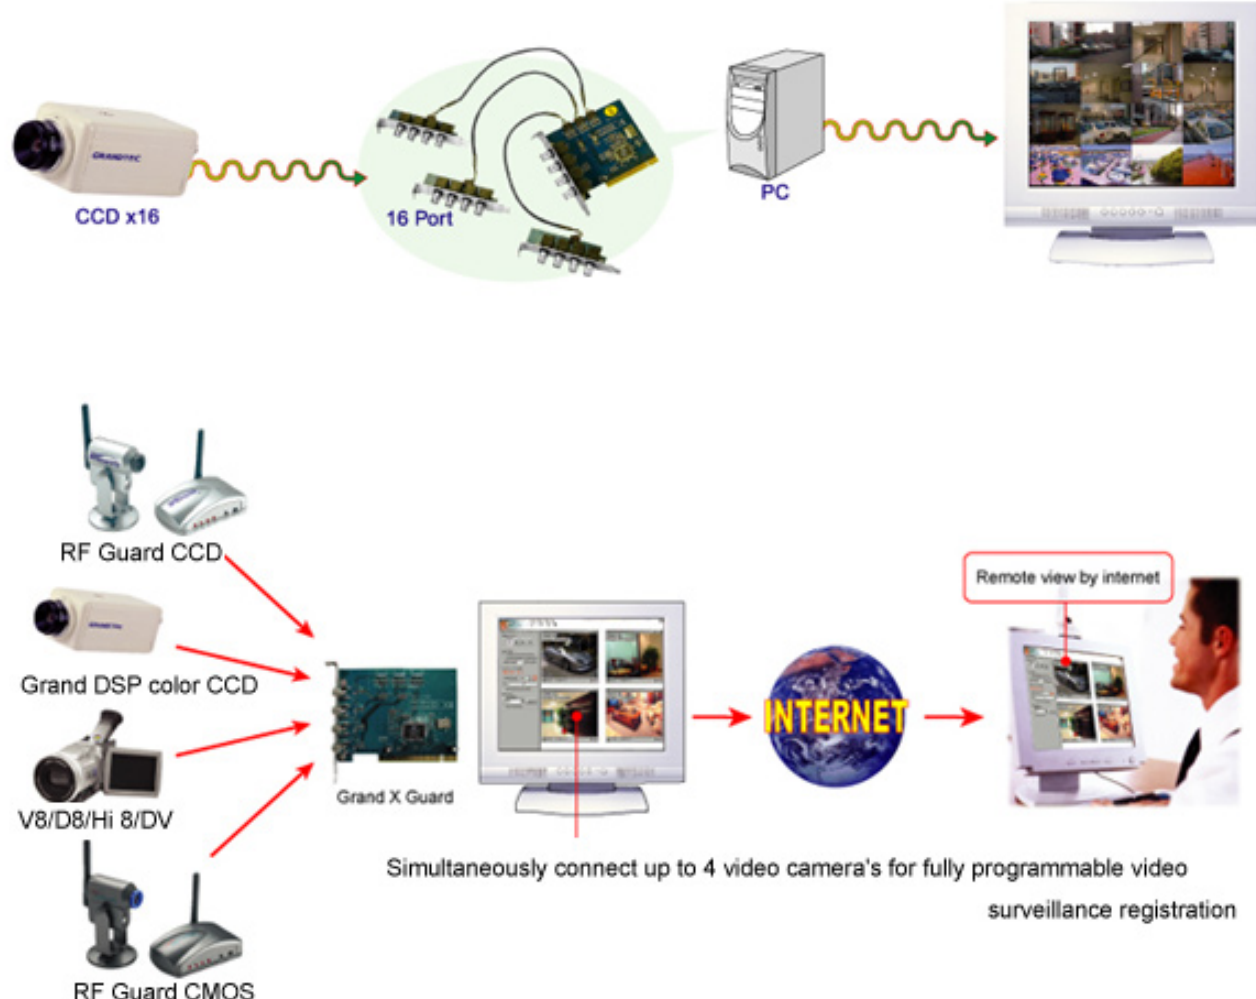 GRANDTEC
CCD x16
16 Port
PC
RF Guard CCD
Grand DSP color CCD
V8/D8/Hi 8/DV
RF Guard CMOS
Grand X Guard
INTERNET
Remote view by internet
Simultaneously connect up to 4 video camera's for fully programmable video
surveillance registration